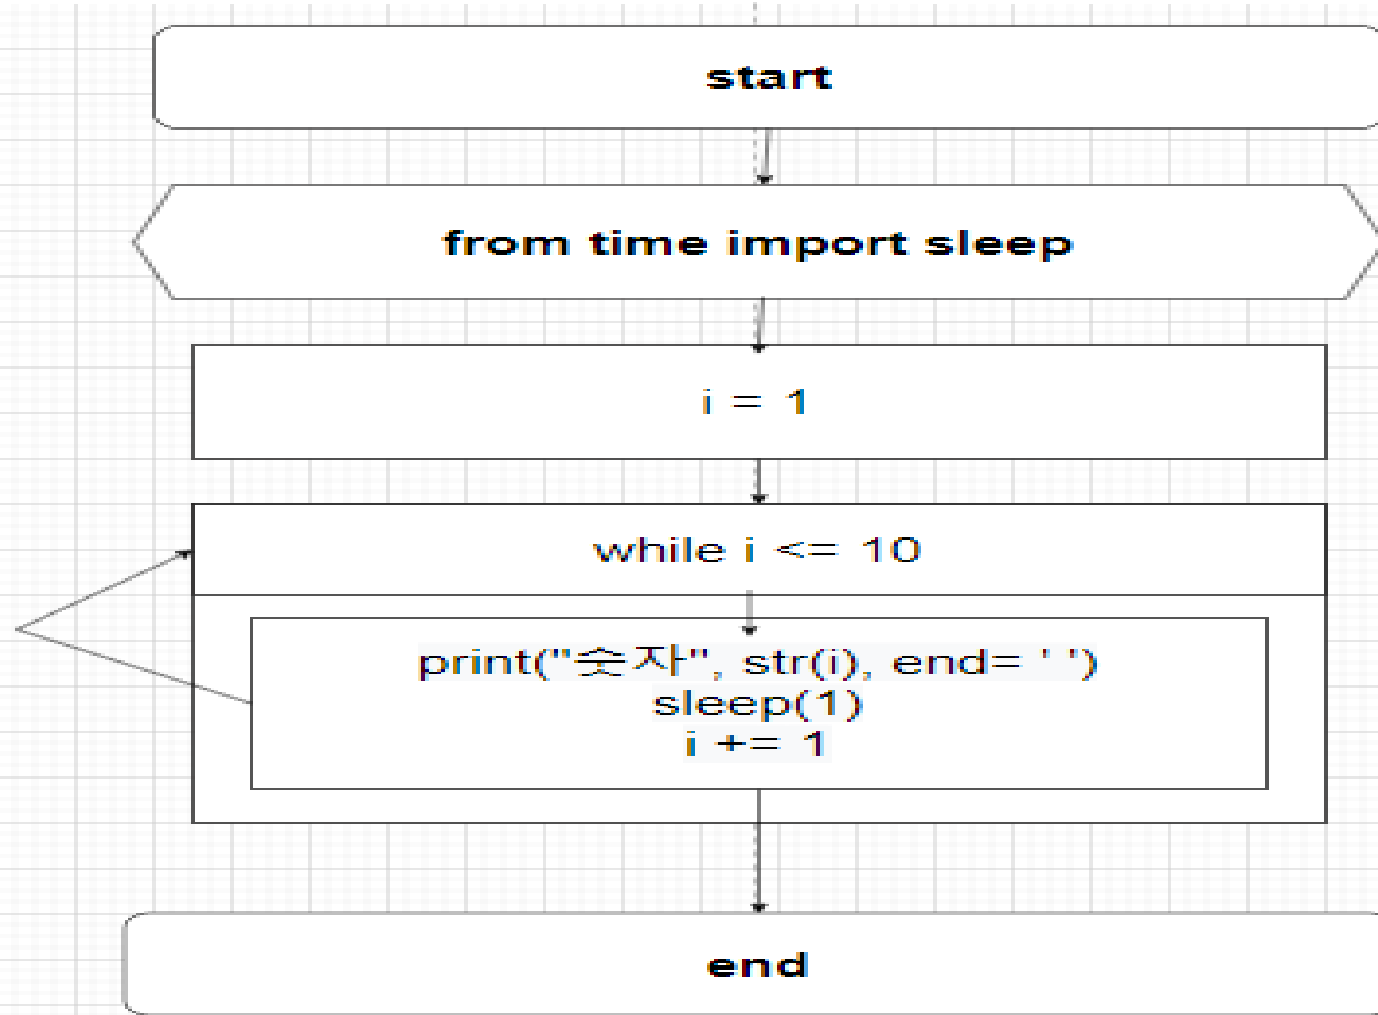 start
from time import sleep
i = 1
while i <= 10
print("숫자", str(i), end= ' ')
sleep(1)
i += 1
end